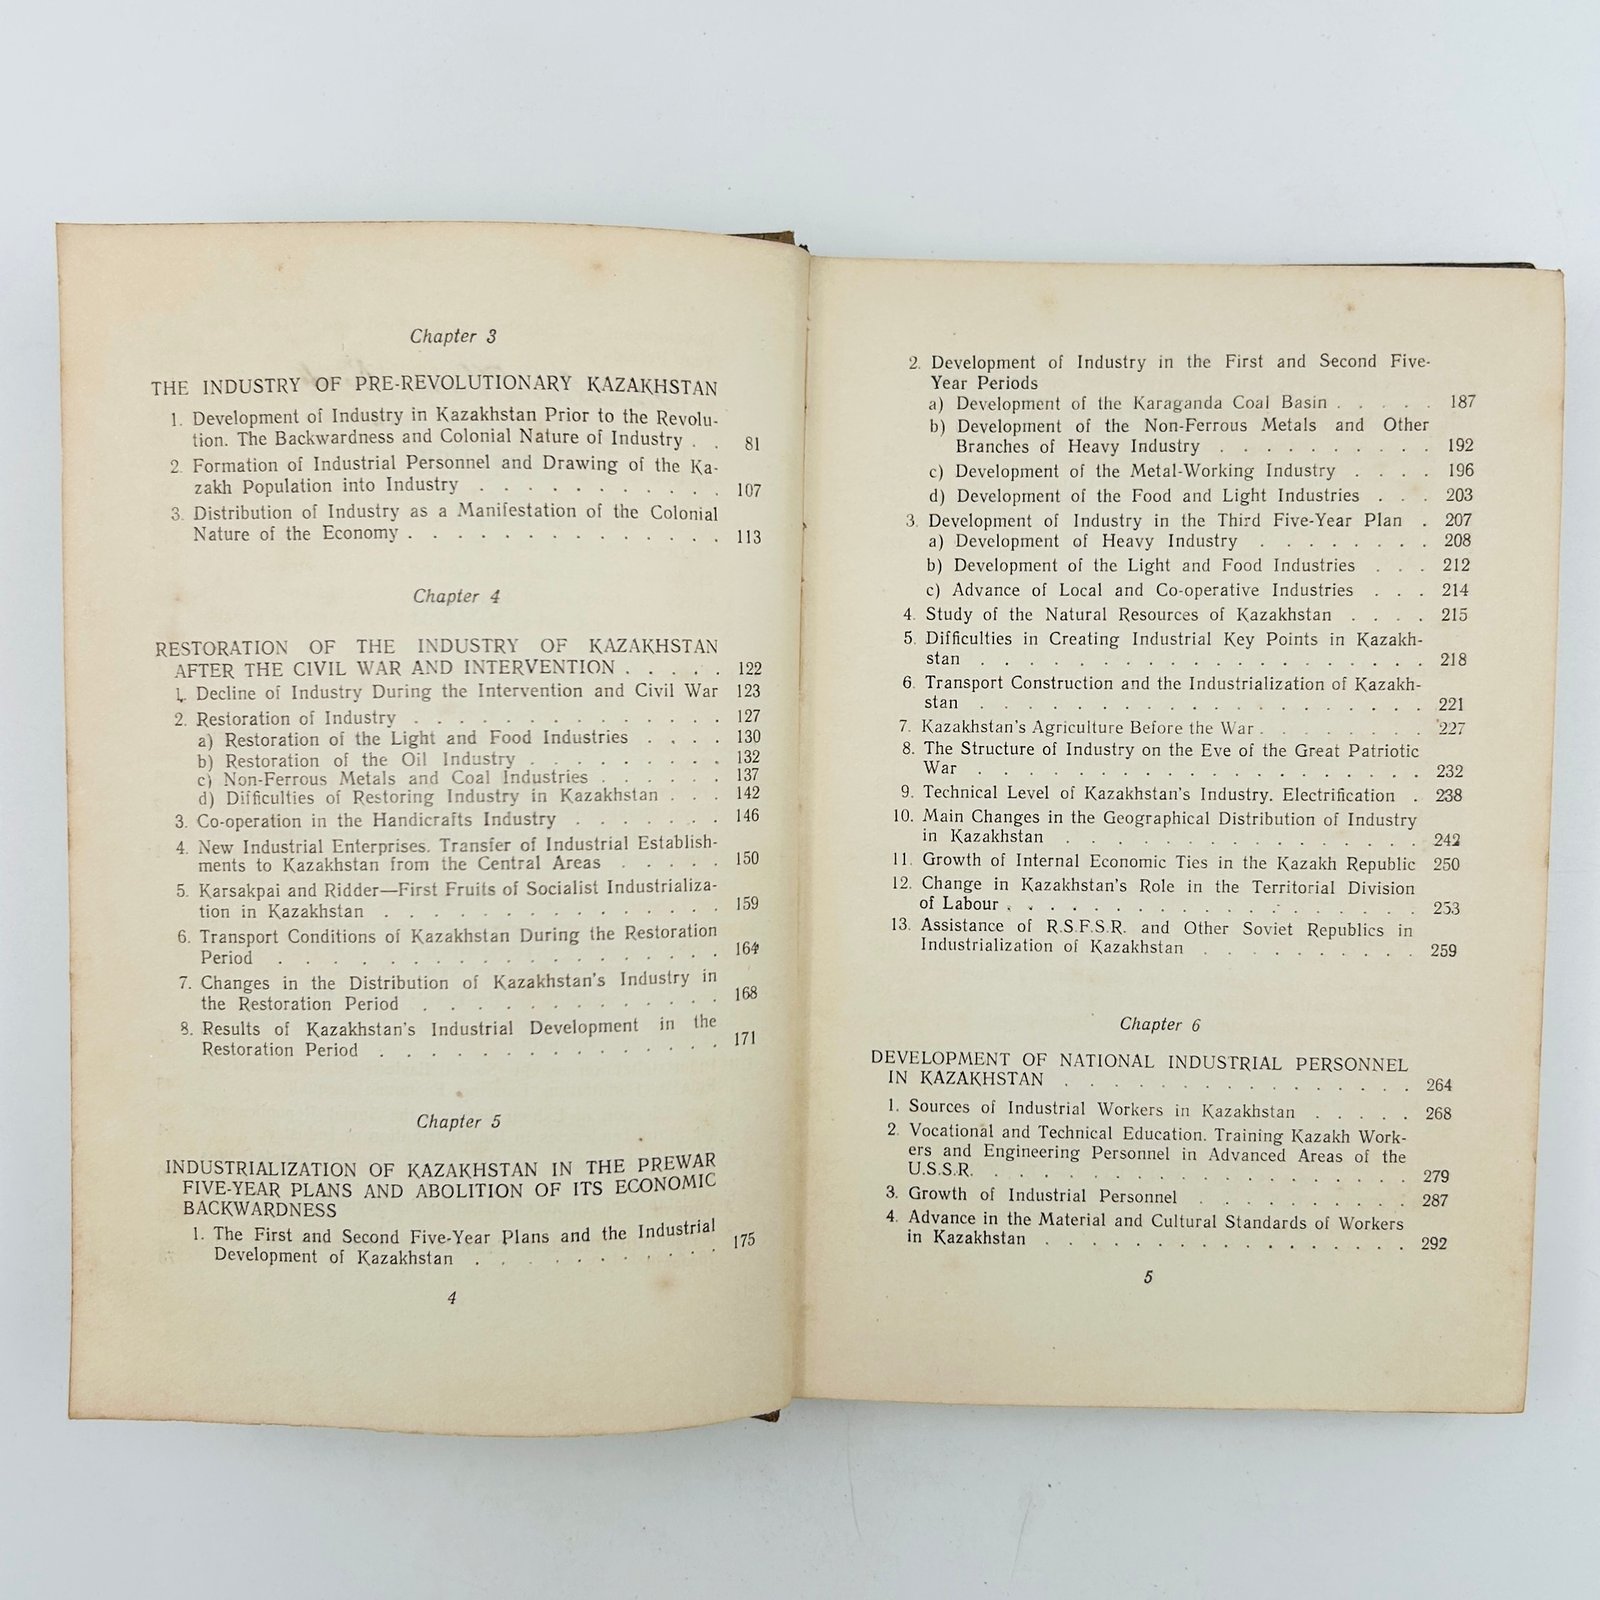 Chapter 3
THE INDUSTRY OF PRE-REVOLUTIONARY KAZAKHSTAN
1. Development of Industry in Kazakhstan Prior to the Revolu-
tion. The Backwardness and Colonial Nature of Industry . . 81
2. Formation of Industrial Personnel and Drawing of the Ka-
zakh Population into Industry . . . . . . . . . . . 107
3. Distribution of Industry as a Manifestation of the Colonial
Nature of the Economy . . . . . . . . . . . . . . 113
Chapter 4
RESTORATION OF THE INDUSTRY OF KAZAKHSTAN
AFTER THE CIVIL WAR AND INTERVENTION . . . . . 122
1. Decline of Industry During the Intervention and Civil War 123
2. Restoration of Industry . . . . . . . . . . . . . . 127
a) Restoration of the Light and Food Industries . . . . 130
b) Restoration of the Oil Industry . . . . . . . . . 132
c) Non-Ferrous Metals and Coal Industries . . . . . . 137
d) Difficulties of Restoring Industry in Kazakhstan . . . 142
3. Co-operation in the Handicrafts Industry . . . . . . . 146
4. New Industrial Enterprises. Transfer of Industrial Establish-
ments to Kazakhstan from the Central Areas . . . . . 150
5. Karsakpai and Ridder—First Fruits of Socialist Industrializa-
tion in Kazakhstan . . . . . . . . . . . . . . . 159
6. Transport Conditions of Kazakhstan During the Restoration
Period . . . . . . . . . . . . . . . . . . . . 164
7. Changes in the Distribution of Kazakhstan's Industry in
the Restoration Period . . . . . . . . . . . . . . 168
8. Results of Kazakhstan's Industrial Development in the
Restoration Period . . . . . . . . . . . . . . . 171
Chapter 5
INDUSTRIALIZATION OF KAZAKHSTAN IN THE PREWAR
FIVE-YEAR PLANS AND ABOLITION OF ITS ECONOMIC
BACKWARDNESS
1. The First and Second Five-Year Plans and the Industrial
Development of Kazakhstan . . . . . . . . . . . 175
4
2. Development of Industry in the First and Second Five-
Year Periods
a) Development of the Karaganda Coal Basin . . . . . 187
b) Development of the Non-Ferrous Metals and Other
Branches of Heavy Industry . . . . . . . . . . 192
c) Development of the Metal-Working Industry . . . . 196
d) Development of the Food and Light Industries . . . 203
3. Development of Industry in the Third Five-Year Plan . 207
a) Development of Heavy Industry . . . . . . . . 208
b) Development of the Light and Food Industries . . . 212
c) Advance of Local and Co-operative Industries . . . 214
4. Study of the Natural Resources of Kazakhstan . . . . 215
5. Difficulties in Creating Industrial Key Points in Kazakh-
stan . . . . . . . . . . . . . . . . . . . . 218
6. Transport Construction and the Industrialization of Kazakh-
stan . . . . . . . . . . . . . . . . . . . . 221
7. Kazakhstan's Agriculture Before the War . . . . . . . . 227
8. The Structure of Industry on the Eve of the Great Patriotic
War . . . . . . . . . . . . . . . . . . . . 232
9. Technical Level of Kazakhstan's Industry. Electrification . 238
10. Main Changes in the Geographical Distribution of Industry
in Kazakhstan . . . . . . . . . . . . . . . . 242
11. Growth of Internal Economic Ties in the Kazakh Republic 250
12. Change in Kazakhstan's Role in the Territorial Division
of Labour . . . . . . . . . . . . . . . . . . 253
13. Assistance of R.S.F.S.R. and Other Soviet Republics in
Industrialization of Kazakhstan . . . . . . . . . . 259
Chapter 6
DEVELOPMENT OF NATIONAL INDUSTRIAL PERSONNEL
IN KAZAKHSTAN . . . . . . . . . . . . . . . . 264
1. Sources of Industrial Workers in Kazakhstan . . . . . 268
2. Vocational and Technical Education. Training Kazakh Work-
ers and Engineering Personnel in Advanced Areas of the
U.S.S.R. . . . . . . . . . . . . . . . . . . . 279
3. Growth of Industrial Personnel . . . . . . . . . . 287
4. Advance in the Material and Cultural Standards of Workers
in Kazakhstan . . . . . . . . . . . . . . . . . 292
5